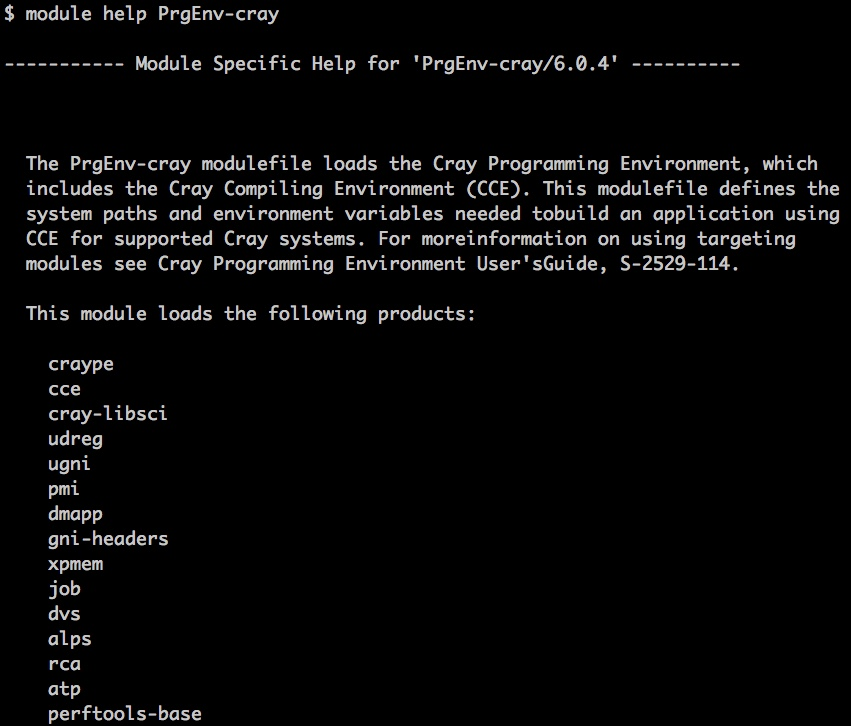 $ module help PrgEnv-cray
----------- Module Specific Help for 'PrgEnv-cray/6.0.4' ----------
The PrgEnv-cray modulefile loads the Cray Programming Environment, which
includes the Cray Compiling Environment (CCE). This modulefile defines the
system paths and environment variables needed tobuild an application using
CCE for supported Cray systems. For moreinformation on using targeting
modules see Cray Programming Environment User'sGuide, S-2529-114.
This module loads the following products:
craype
cce
cray-libsci
udreg
ugni
pmi
dmapp
gni-headers
xpmem
job
dvs
alps
rca
atp
perftools-base